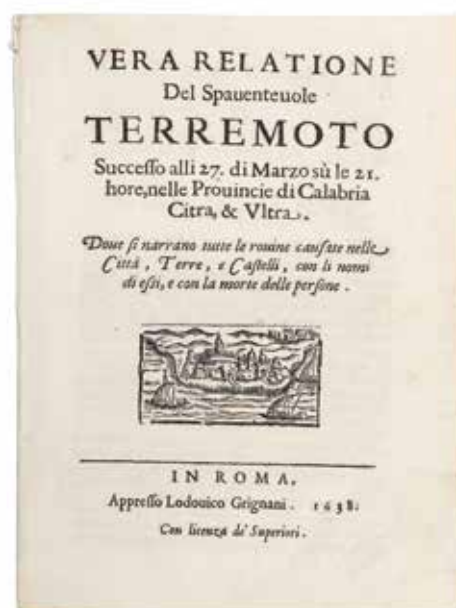 VERA RELATIONE
Del Spauenteuole
TERREMOTO
Succeſſo alli 27. di Marzo sù le 21.
hore, nelle Prouincie di Calabria
Citra, & Vltra.
Doue ſi narrano tutte le rouine cauſate nelle
Città, Terre, e Caſtelli, con li nomi
di eſsi, e con la morte delle perſone.
IN ROMA,
Appreſſo Lodouico Grignani. 1638.
Con licenza de' Superiori.